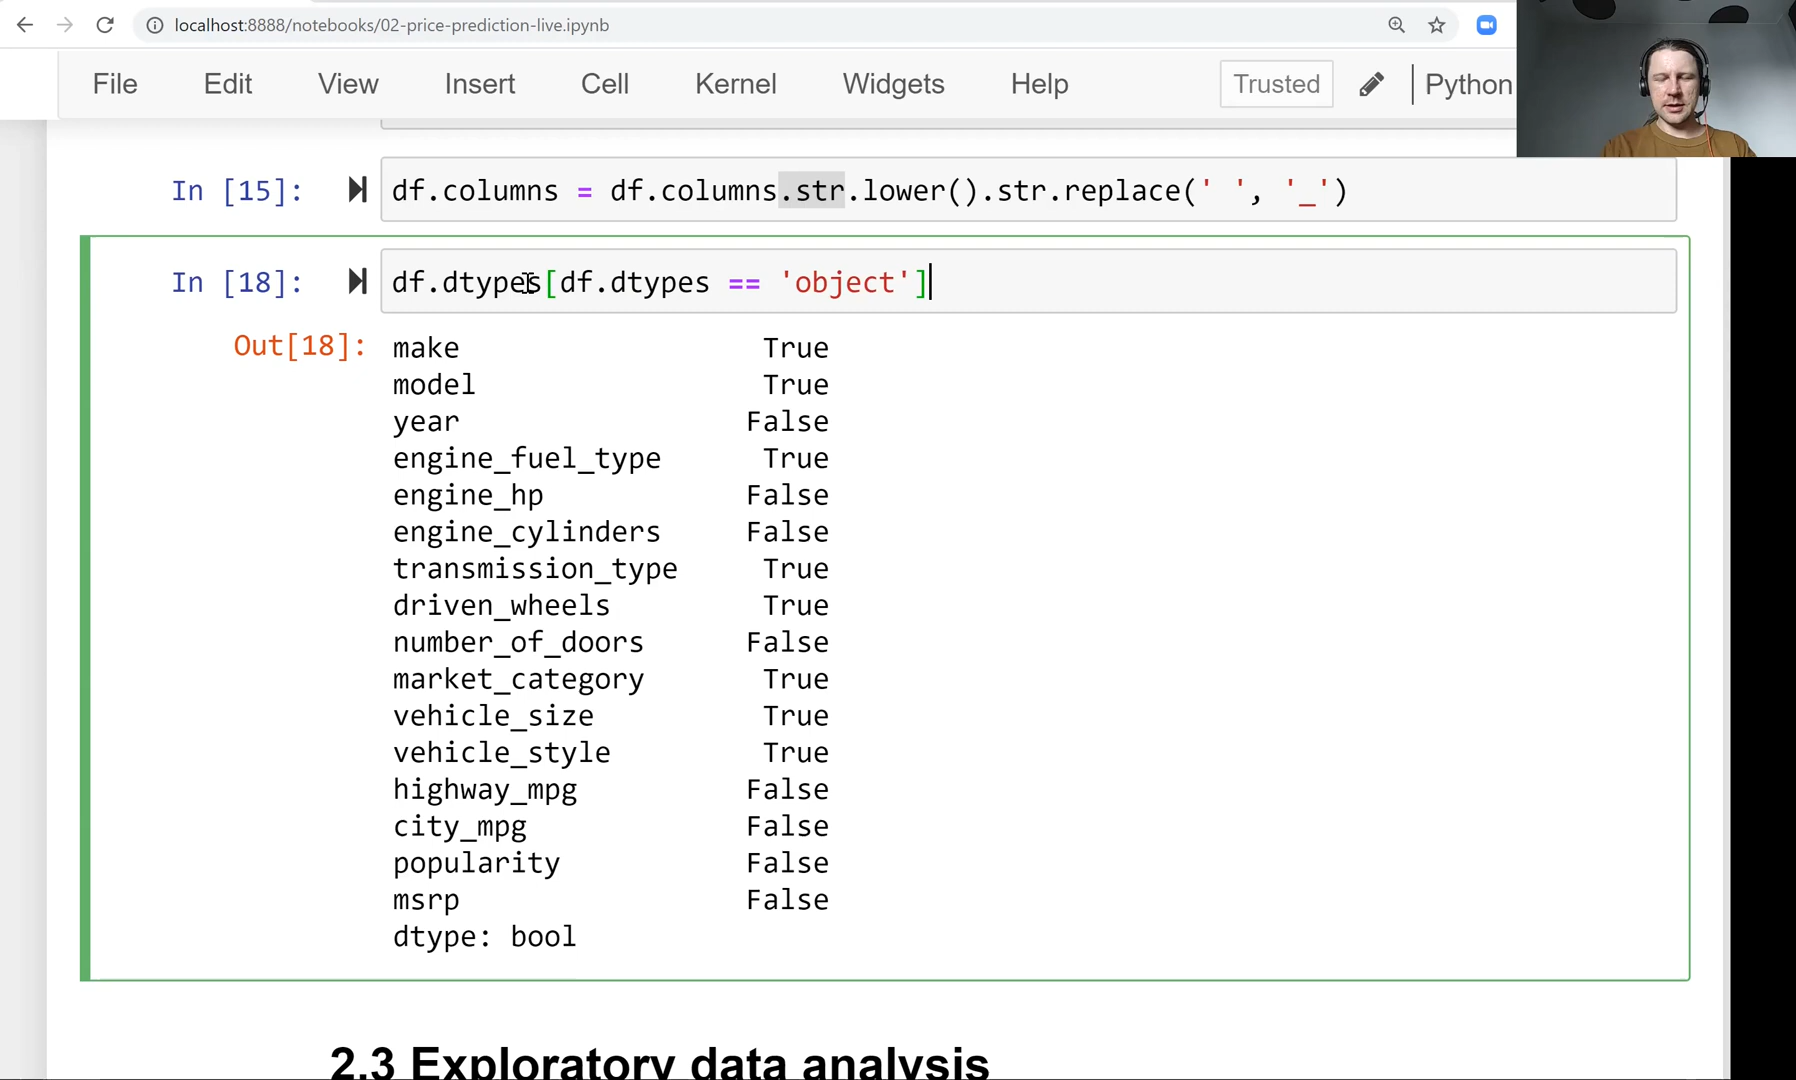 localhost:8888/notebooks/02-price-prediction-live.ipynb
File Edit View Insert Cell Kernel Widgets Help Trusted Python
In [15]: df.columns = df.columns.str.lower().str.replace(' ', '_')
In [18]: df.dtypes[df.dtypes == 'object']
Out[18]: make True
model True
year False
engine_fuel_type True
engine_hp False
engine_cylinders False
transmission_type True
driven_wheels True
number_of_doors False
market_category True
vehicle_size True
vehicle_style True
highway_mpg False
city_mpg False
popularity False
msrp False
dtype: bool
2.3 Exploratory data analysis